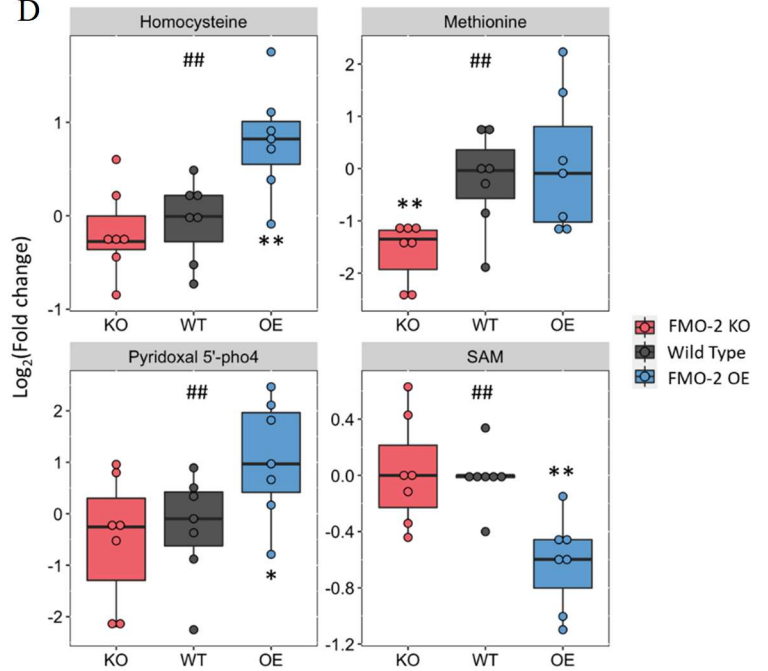 D
Homocysteine
Methionine
##
##
**
**
1
0
-1
2
1
0
-1
-2
KO
WT
OE
KO
WT
OE
Log2(Fold change)
Pyridoxal 5'-pho4
SAM
##
##
*
**
2
1
0
-1
-2
0.4
0.0
-0.4
-0.8
-1.2
KO
WT
OE
KO
WT
OE
FMO-2 KO
Wild Type
FMO-2 OE